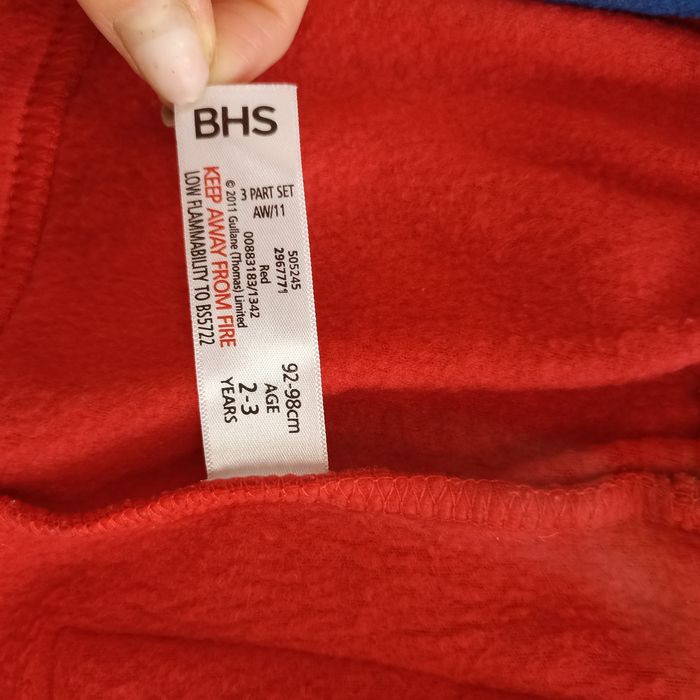 BHS
3 PART SET
AW/11
505245
2967771
Red
00883183/1342
© 2011 Gullane (Thomas) Limited
KEEP AWAY FROM FIRE
LOW FLAMMABILITY TO BS5722
92-98cm
AGE
2-3
YEARS